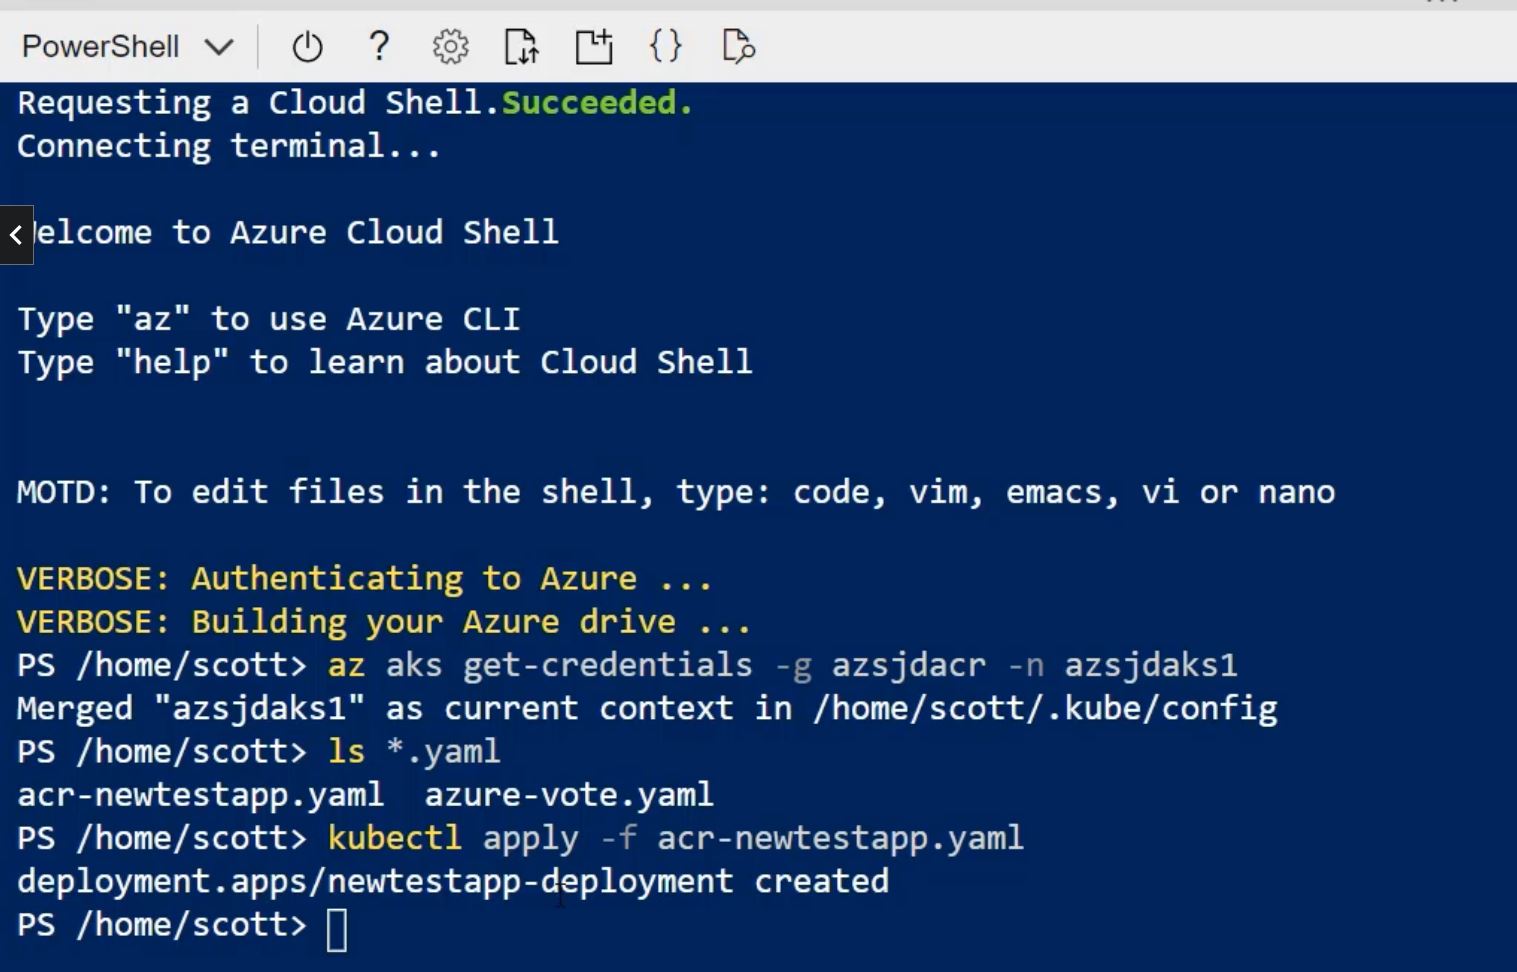 PowerShell
Requesting a Cloud Shell.Succeeded.
Connecting terminal...
elcome to Azure Cloud Shell
Type "az" to use Azure CLI
Type "help" to learn about Cloud Shell
MOTD: To edit files in the shell, type: code, vim, emacs, vi or nano
VERBOSE: Authenticating to Azure ...
VERBOSE: Building your Azure drive ...
PS /home/scott> az aks get-credentials -g azsjdacr -n azsjdaks1
Merged "azsjdaks1" as current context in /home/scott/.kube/config
PS /home/scott> ls *.yaml
acr-newtestapp.yaml  azure-vote.yaml
PS /home/scott> kubectl apply -f acr-newtestapp.yaml
deployment.apps/newtestapp-deployment created
PS /home/scott>